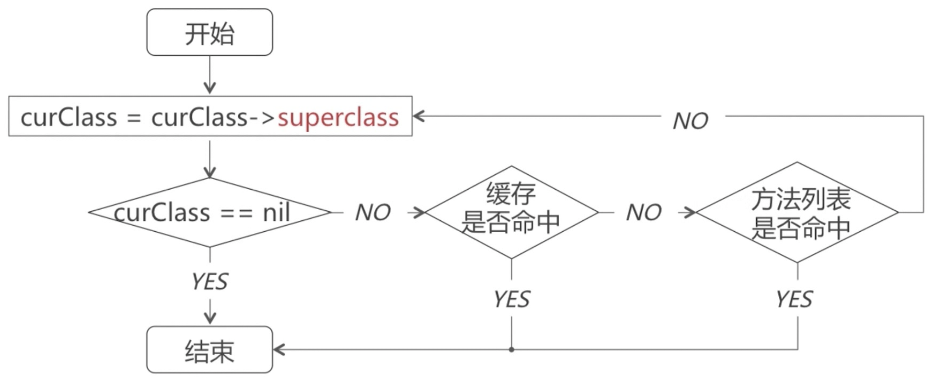 开始
curClass = curClass->superclass
NO
curClass == nil
NO
缓存
是否命中
NO
方法列表
是否命中
YES
YES
YES
结束